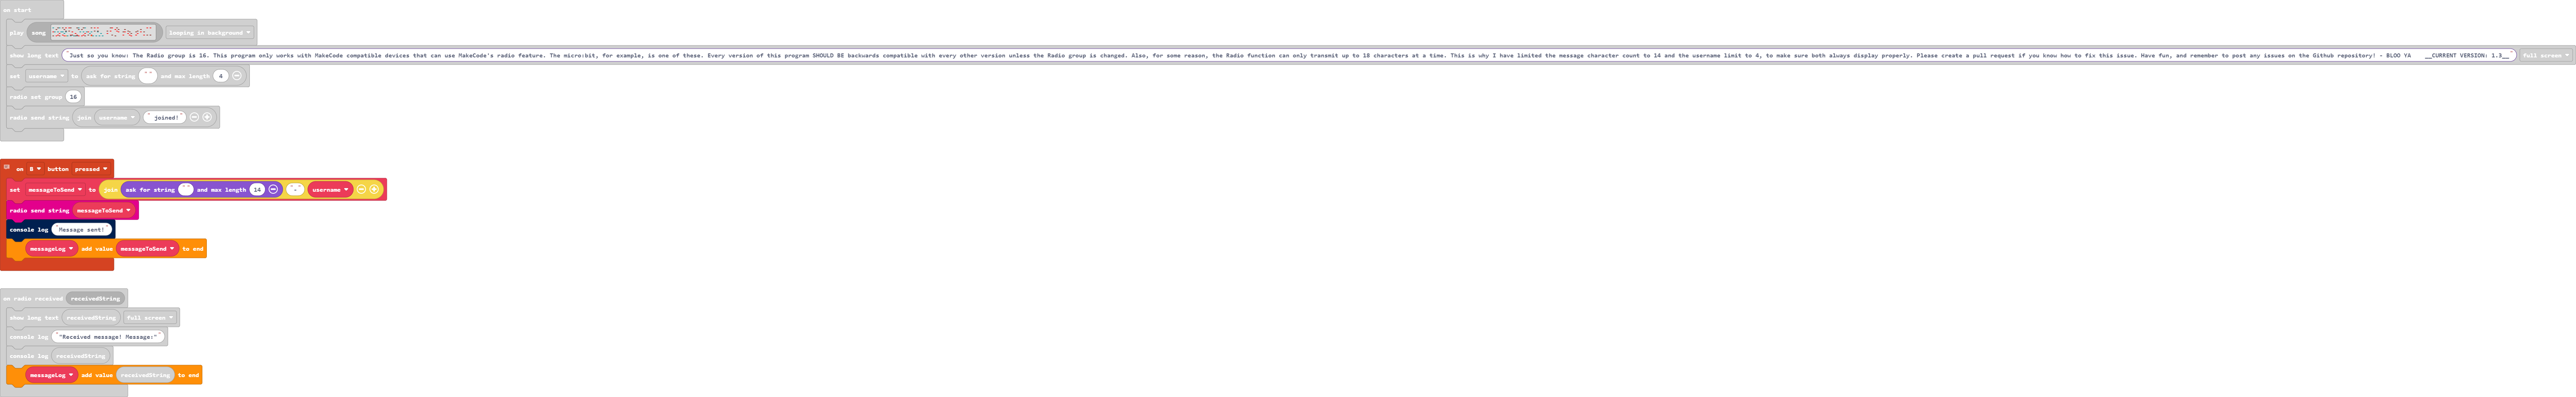 on start
play song looping in background
show long text "Just so you know: The Radio group is 16. This program only works with MakeCode compatible devices that can use MakeCode's radio feature. The micro:bit, for example, is one of these. Every version of this program SHOULD BE backwards compatible with every other version unless the Radio group is changed. Also, for some reason, the Radio function can only transmit up to 18 characters at a time. This is why I have limited the message character count to 14 and the username limit to 4, to make sure both always display properly. Please create a pull request if you know how to fix this issue. Have fun, and remember to post any issues on the Github repository! - BLOO YA __CURRENT VERSION: 1.3__" full screen
set username to ask for string " " and max length 4
radio set group 16
radio send string join username " joined!"
on B button pressed
set messageToSend to join ask for string " " and max length 14 "-" username
radio send string messageToSend
console log "Message sent!"
messageLog add value messageToSend to end
on radio received receivedString
show long text receivedString full screen
console log ""Received message! Message:""
console log receivedString
messageLog add value receivedString to end